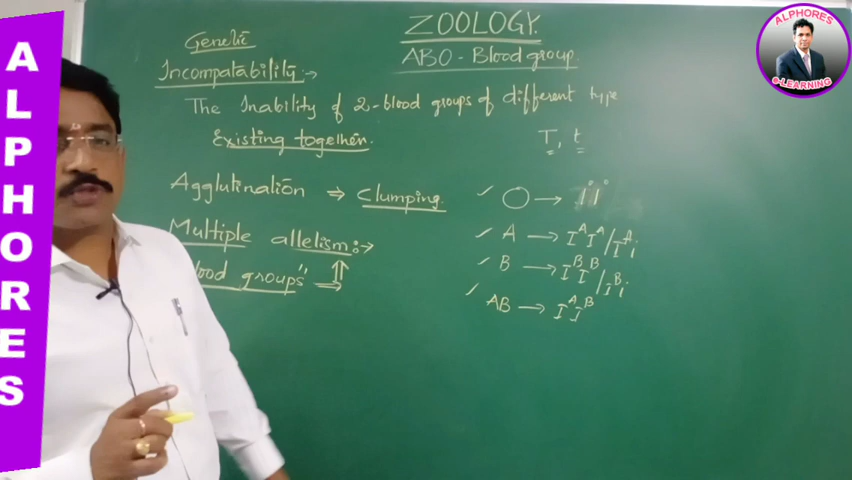 ALPHORES
ZOOLOGY.
ABO - Blood group.
Genetic
Incompatability:-
The Inability of 2-blood groups of different type
Existing together.
T, t
Agglutination ⇒ Clumping.
Multiple allelism:→
lood groups" ⇒ ⇑
✓ O → ii
✓ A → IᴬIᴬ/Iᴬi
✓ B → IᴮIᴮ/Iᴮi
✓ AB → IᴬIᴮ
ALPHORES
e-LEARNING